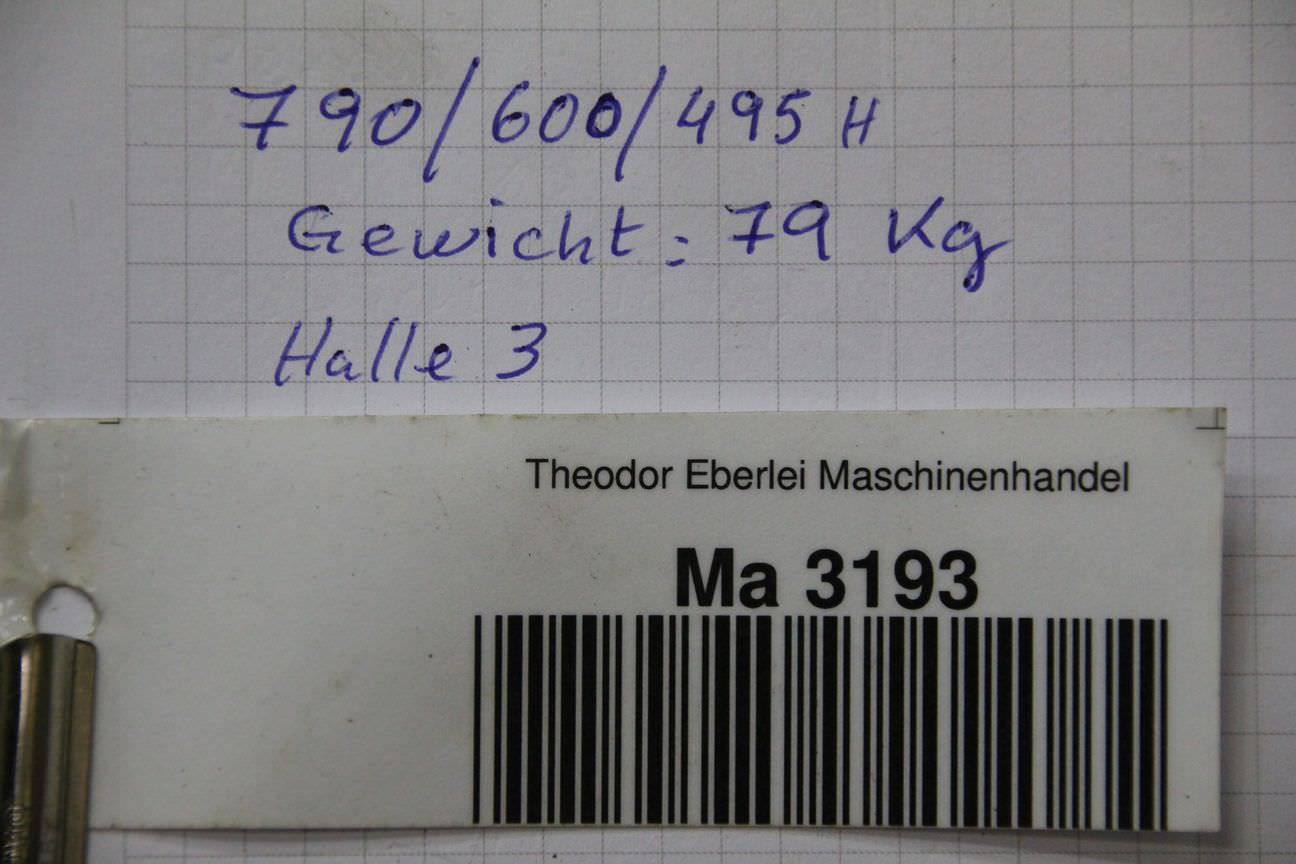 790/600/495 H
Gewicht: 79 Kg
Halle 3
Theodor Eberlei Maschinenhandel
Ma 3193